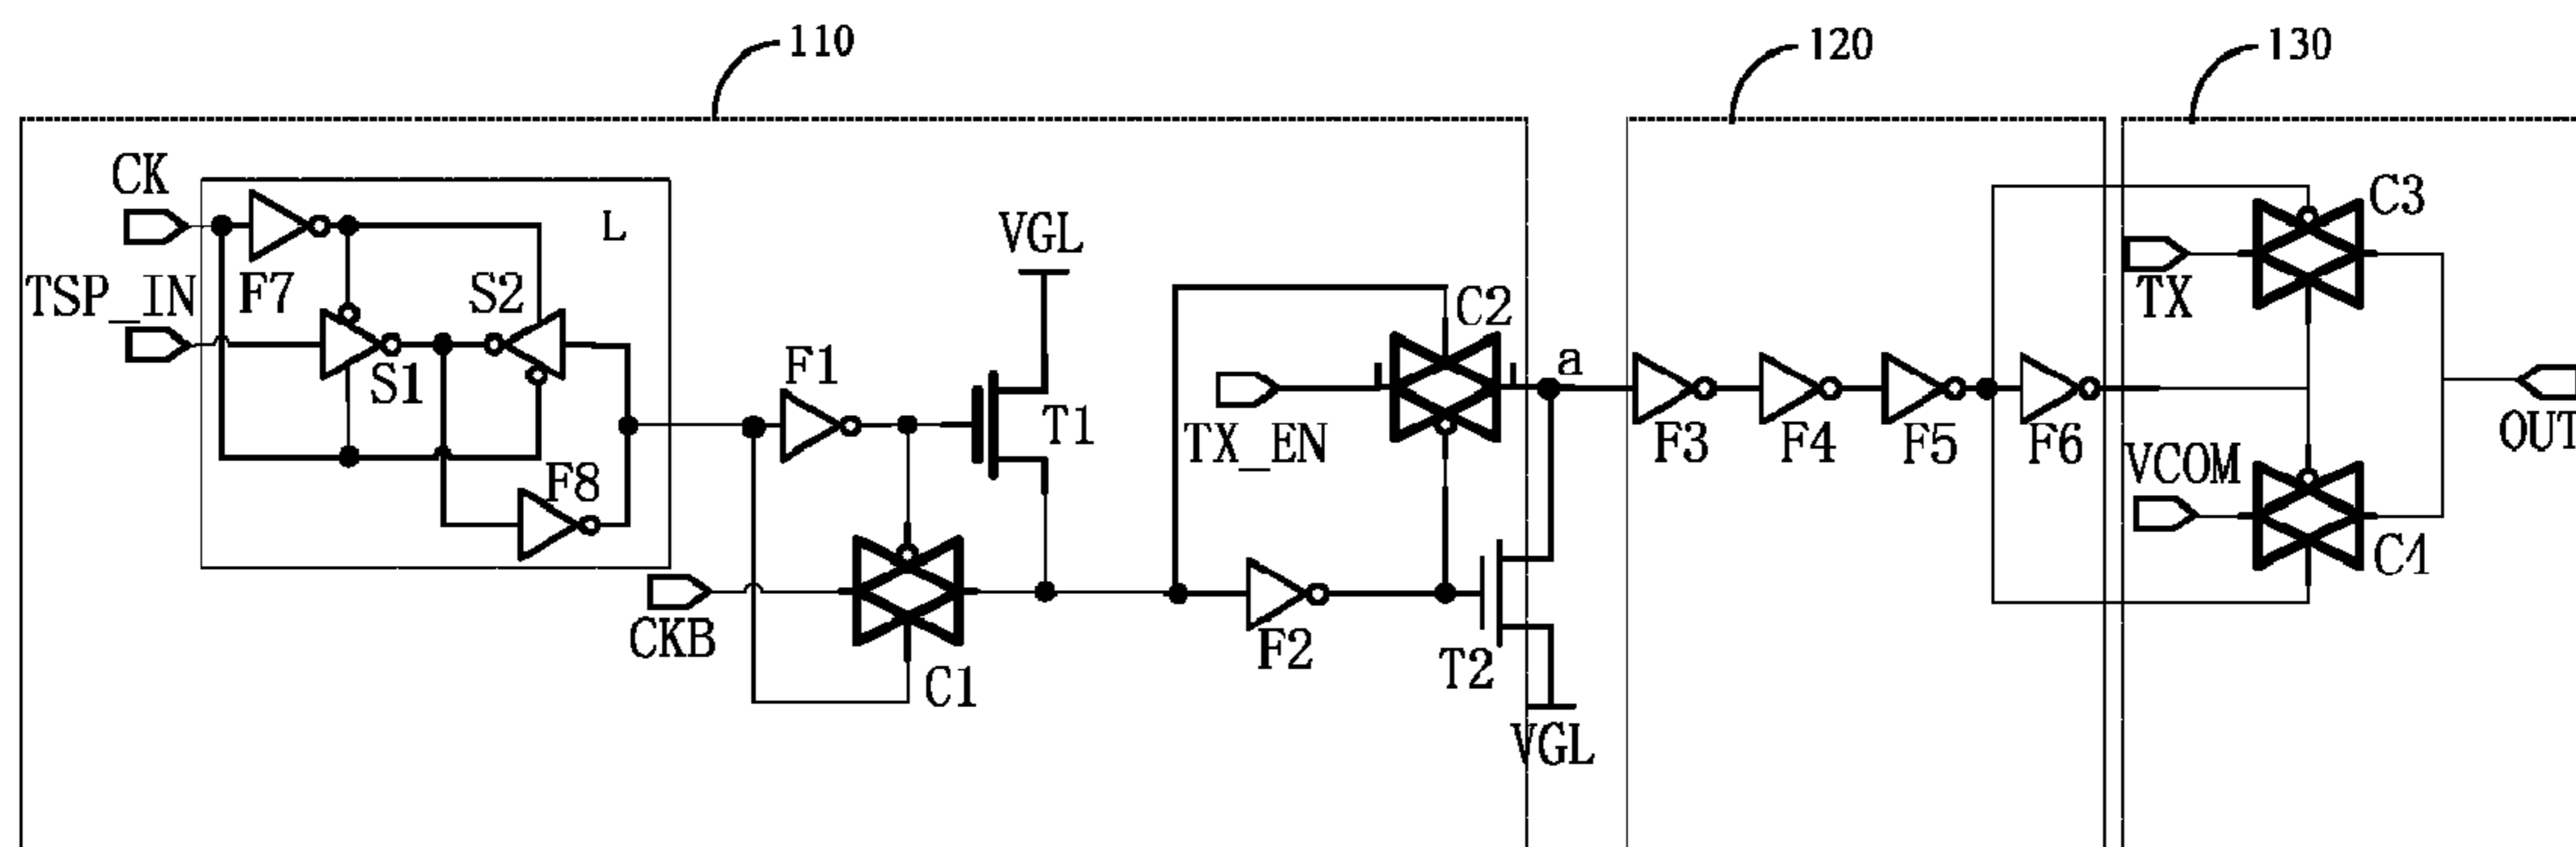 110
120
130
CK
L
C3
VGL
TSP_IN
F7
S2
TX
C2
S1
F1
a
T1
F3
F4
F5
F6
OUT
TX_EN
VCOM
F8
C4
CKB
F2
T2
C1
VGL